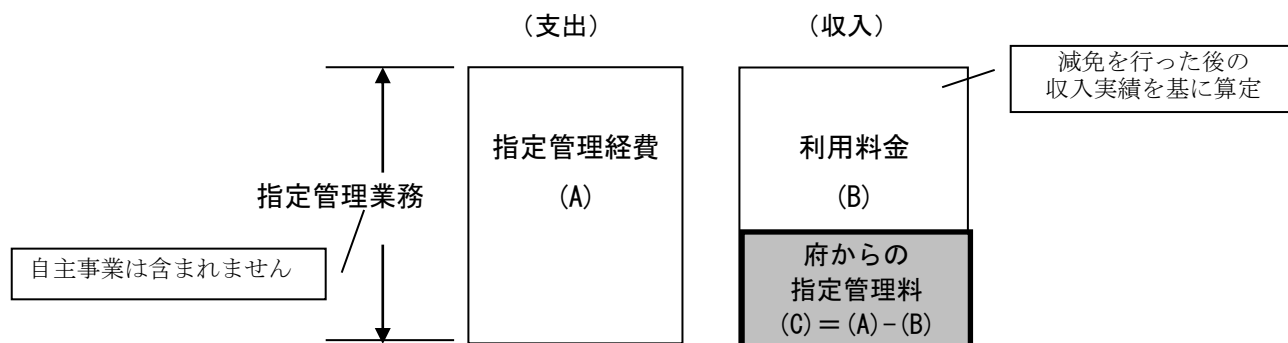 （支出）
（収入）
減免を行った後の
収入実績を基に算定
指定管理経費
(A)
利用料金
(B)
指定管理業務
自主事業は含まれません
府からの
指定管理料
(C)＝(A)-(B)